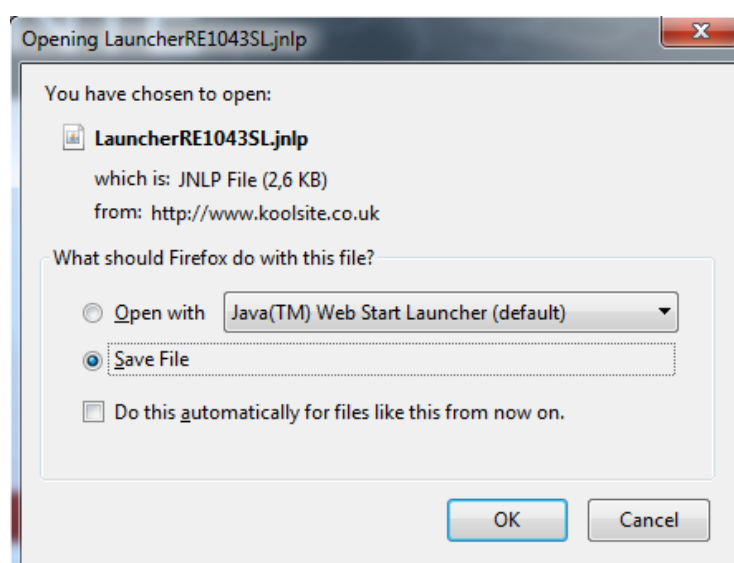 Opening LauncherRE1043SL.jnlp
x
You have chosen to open:
LauncherRE1043SL.jnlp
which is: JNLP File (2,6 KB)
from: http://www.koolsite.co.uk
What should Firefox do with this file?
Open with Java(TM) Web Start Launcher (default)
Save File
Do this automatically for files like this from now on.
OK Cancel